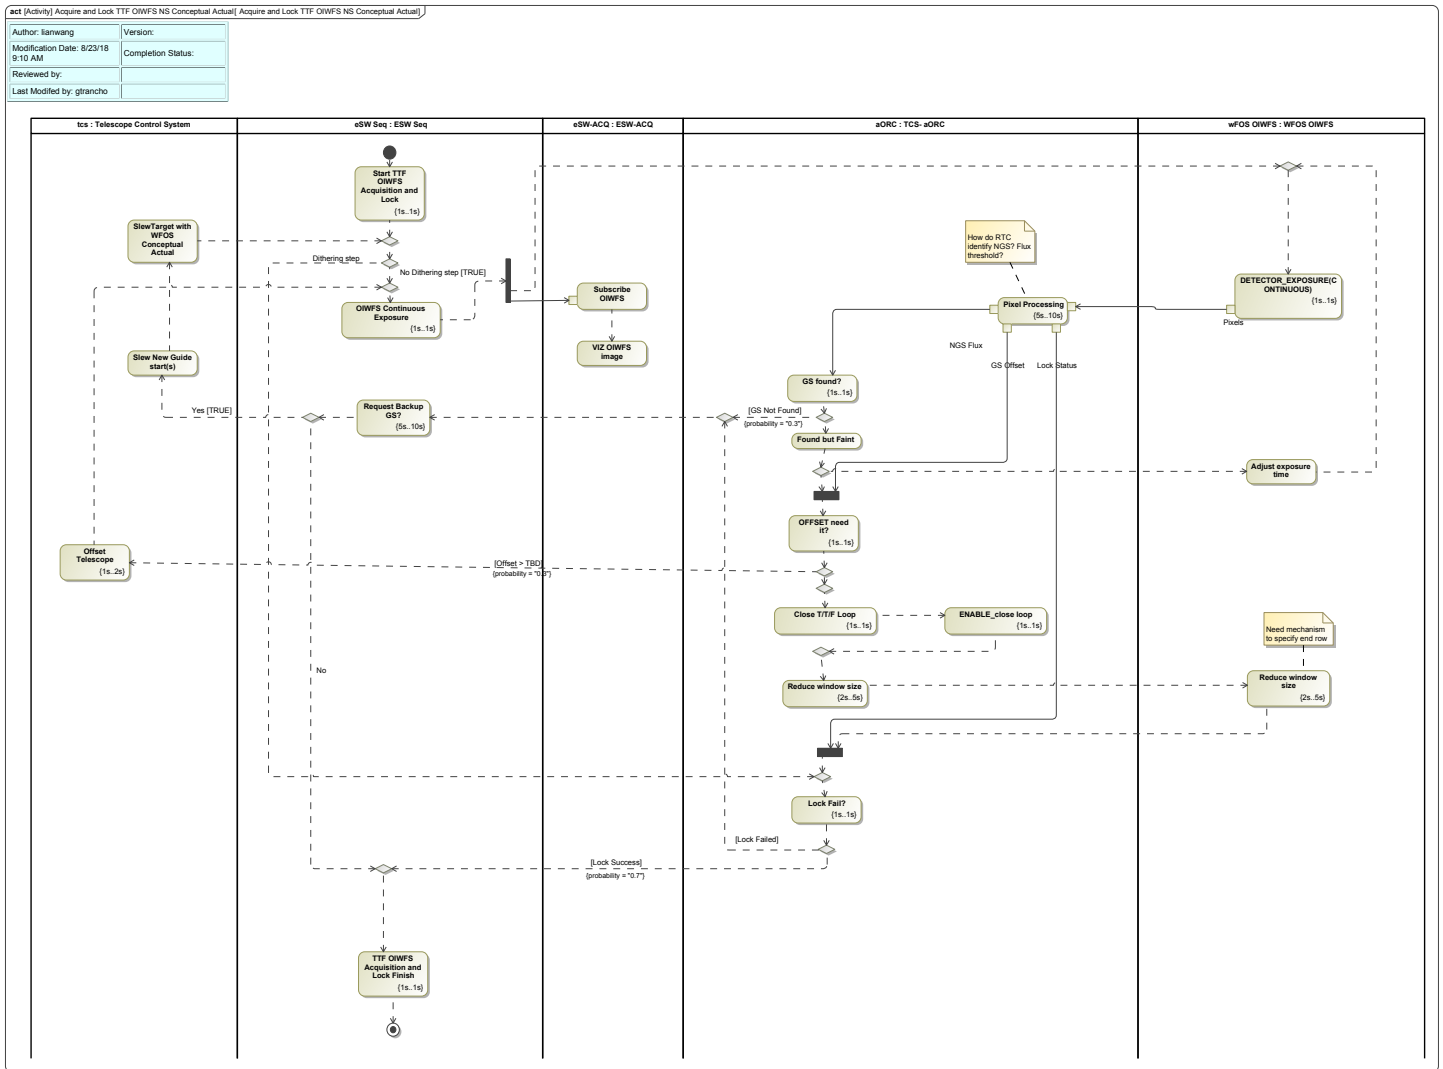 act [Activity] Acquire and Lock TTF OIWFS NS Conceptual Actual[ Acquire and Lock TTF OIWFS NS Conceptual Actual]
Author: lianwang
Version:
Modification Date: 8/23/18
9:10 AM
Completion Status:
Reviewed by:
Last Modifed by: gtrancho
tcs : Telescope Control System
eSW Seq : ESW Seq
eSW-ACQ : ESW-ACQ
aORC : TCS- aORC
wFOS OIWFS : WFOS OIWFS
Start TTF
OIWFS
Acquisition and
Lock
{1s..1s}
SlewTarget with
WFOS
Conceptual
Actual
Dithering step
No Dithering step [TRUE]
OIWFS Continuous
Exposure
{1s..1s}
Subscribe
OIWFS
ViZ OIWFS
image
How do RTC
identify NGS? Flux
threshold?
Pixel Processing
{5s..10s}
DETECTOR_EXPOSURE(C
ONTINUOUS)
{1s..1s}
Pixels
NGS Flux
GS Offset
Lock Status
Slew New Guide
start(s)
GS found?
{1s..1s}
Yes [TRUE]
Request Backup
GS?
{5s..10s}
[GS Not Found]
{probability = "0.3"}
Found but Faint
Adjust exposure
time
OFFSET need
it?
{1s..1s}
Offset
Telescope
{1s..2s}
[Offset > TBD]
{probability = "0.3"}
Close T/T/F Loop
{1s..1s}
ENABLE_close loop
{1s..1s}
Need mechanism
to specify end row
No
Reduce window size
{2s..5s}
Reduce window
size
{2s..5s}
Lock Fail?
{1s..1s}
[Lock Failed]
[Lock Success]
{probability = "0.7"}
TTF OIWFS
Acquisition and
Lock Finish
{1s..1s}